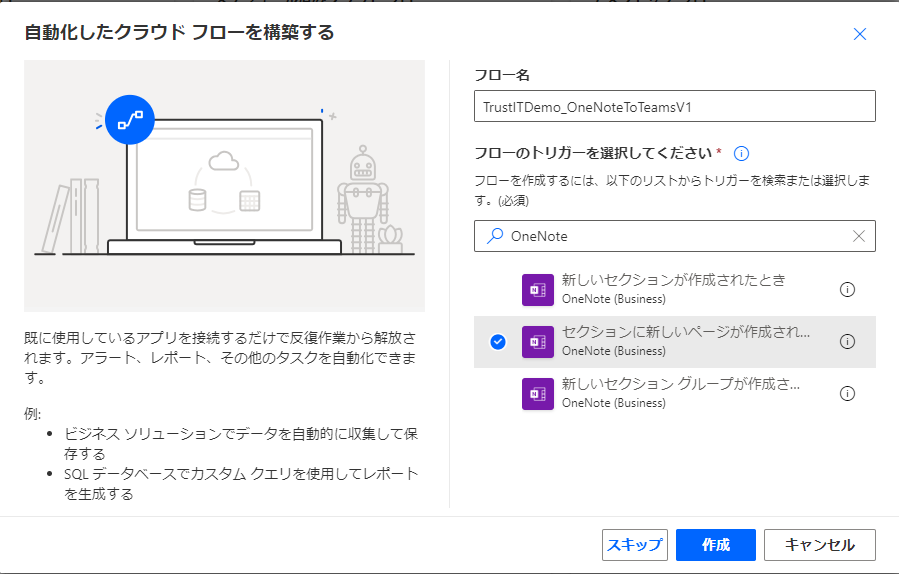 自動化したクラウド フローを構築する
既に使用しているアプリを接続するだけで反復作業から解放さ
れます。アラート、レポート、その他のタスクを自動化できま
す。
例:
ビジネス ソリューションでデータを自動的に収集して保
存する
SQL データベースでカスタム クエリを使用してレポート
を生成する
フロー名
TrustITDemo_OneNoteToTeamsV1
フローのトリガーを選択してください *
フローを作成するには、以下のリストからトリガーを検索または選択しま
す。(必須)
OneNote
新しいセクションが作成されたとき
OneNote (Business)
セクションに新しいページが作成され...
OneNote (Business)
新しいセクション グループが作成さ...
OneNote (Business)
スキップ 作成 キャンセル